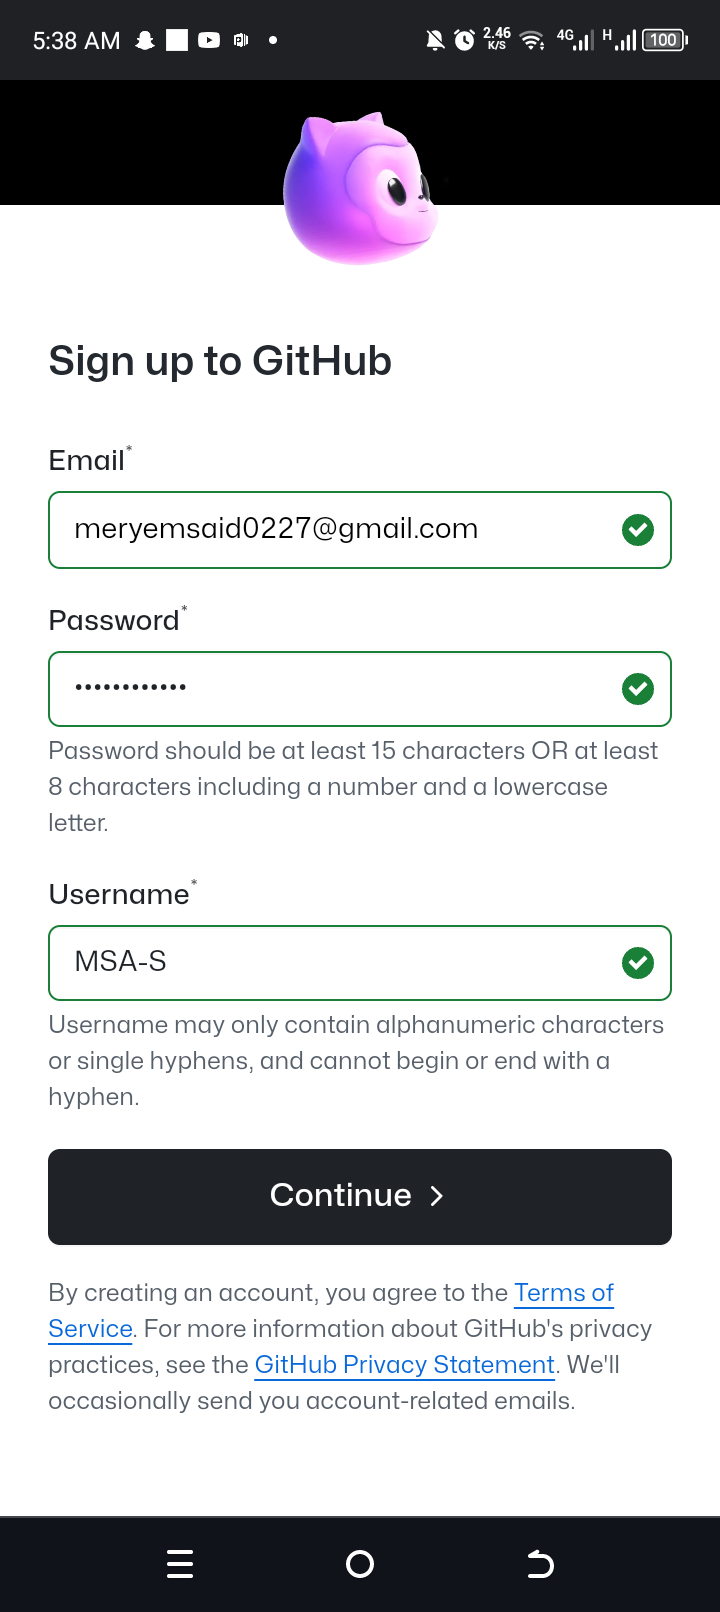 5:38 AM
2.46
K/S
4G
H
100
Sign up to GitHub
Email*
meryemsaid0227@gmail.com
Password*
••••••••••••
Password should be at least 15 characters OR at least
8 characters including a number and a lowercase
letter.
Username*
MSA-S
Username may only contain alphanumeric characters
or single hyphens, and cannot begin or end with a
hyphen.
Continue >
By creating an account, you agree to the Terms of
Service. For more information about GitHub's privacy
practices, see the GitHub Privacy Statement. We'll
occasionally send you account-related emails.